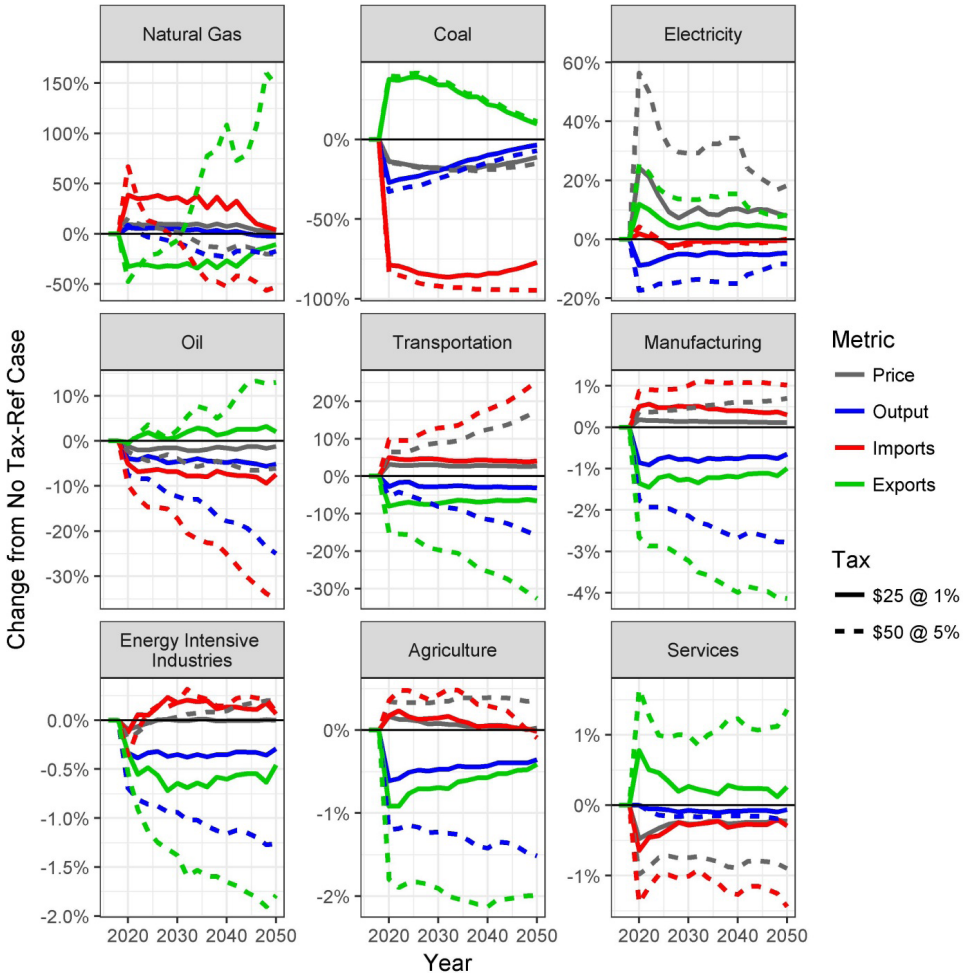 Change from No Tax-Ref Case
Natural Gas
150%
100%
50%
0%
-50%
Coal
0%
-50%
-100%
Electricity
60%
40%
20%
0%
-20%
Oil
10%
0%
-10%
-20%
-30%
Transportation
20%
10%
0%
-10%
-20%
-30%
Manufacturing
1%
0%
-1%
-2%
-3%
-4%
Energy Intensive
Industries
0.0%
-0.5%
-1.0%
-1.5%
-2.0%
2020 2030 2040 2050
Agriculture
0%
-1%
-2%
2020 2030 2040 2050
Services
1%
0%
-1%
2020 2030 2040 2050
Year
Metric
Price
Output
Imports
Exports
Tax
$25 @ 1%
$50 @ 5%